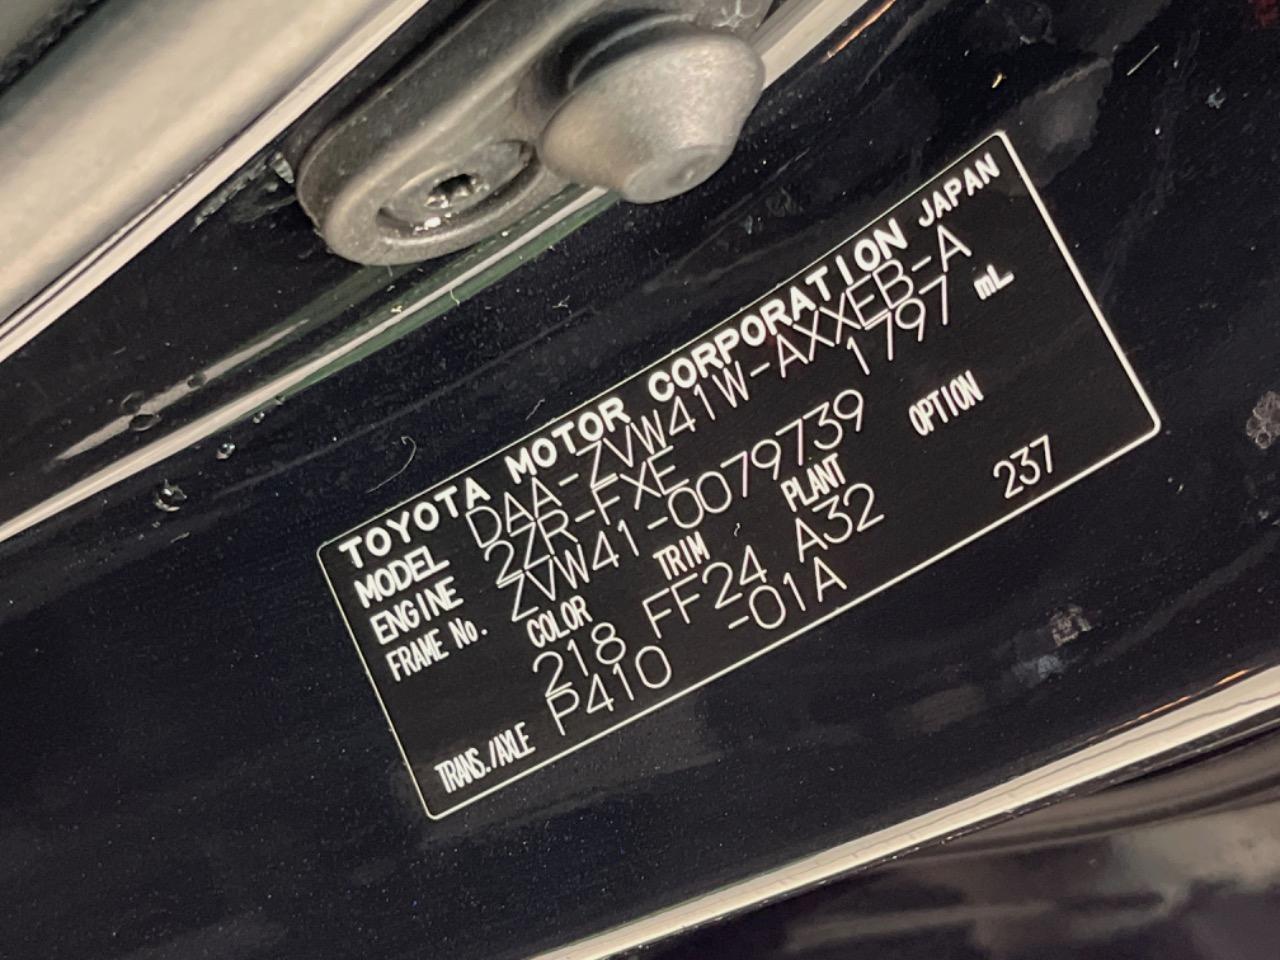 TOYOTA MOTOR CORPORATION JAPAN
MODEL DAA-ZVW41W-AXXEB-A
ENGINE 2ZR-FXE 1797 mL
FRAME No. ZVW41-0079739
COLOR TRIM PLANT OPTION
218 FF24 A32 237
TRANS./AXLE P410 -01A